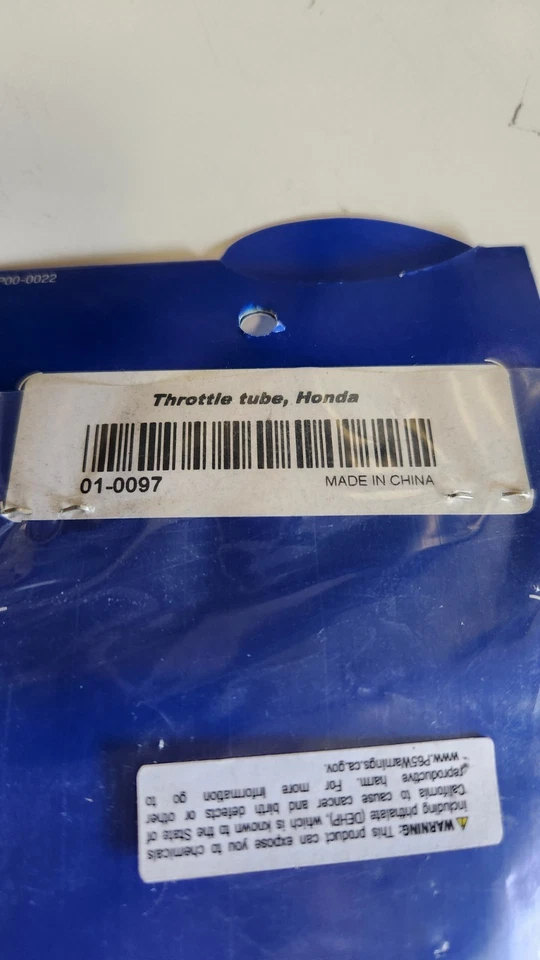 P00-0022
Throttle tube, Honda
01-0097
MADE IN CHINA
⚠ WARNING: This product can expose you to chemicals
including phthalate (DEHP), which is known to the State of
California to cause cancer and birth defects or other
reproductive harm. For more information go to
www.P65Warnings.ca.gov.